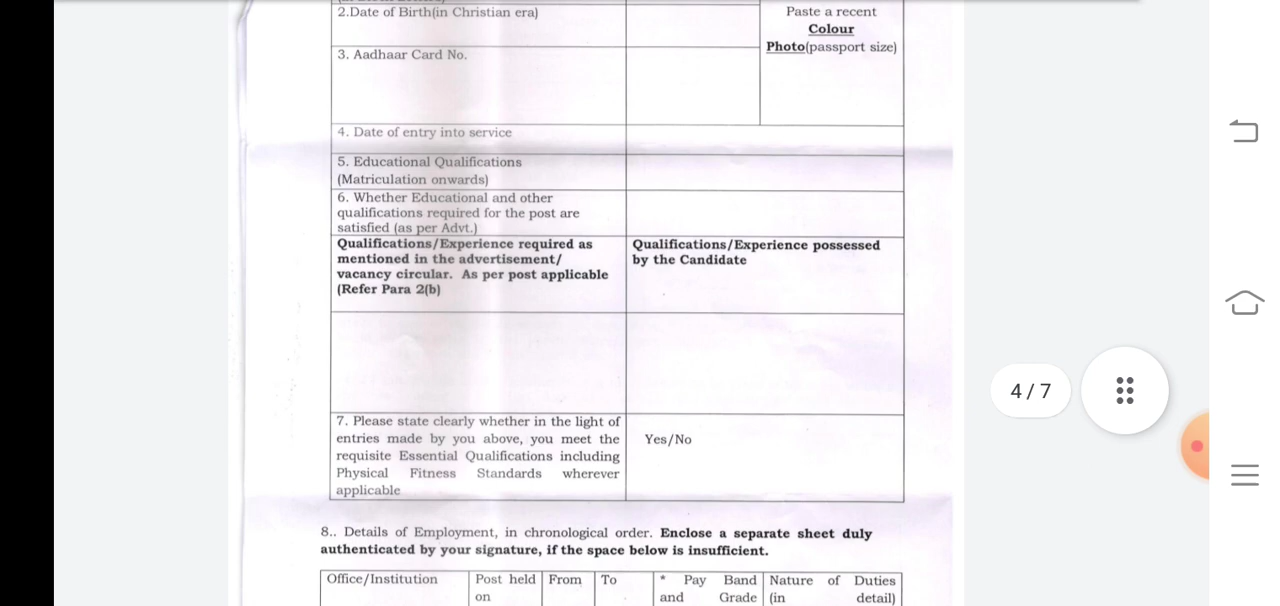 2.Date of Birth(in Christian era)
Paste a recent
Colour
Photo(passport size)
3. Aadhaar Card No.
4. Date of entry into service
5. Educational Qualifications
(Matriculation onwards)
6. Whether Educational and other
qualifications required for the post are
satisfied (as per Advt.)
Qualifications/Experience required as
mentioned in the advertisement/
vacancy circular. As per post applicable
(Refer Para 2(b)
Qualifications/Experience possessed
by the Candidate
7. Please state clearly whether in the light of
entries made by you above, you meet the
requisite Essential Qualifications including
Physical Fitness Standards wherever
applicable
Yes/No
8.. Details of Employment, in chronological order. Enclose a separate sheet duly
authenticated by your signature, if the space below is insufficient.
Office/Institution
Post held
on
From
To
* Pay Band
and Grade
Nature of Duties
(in detail)
4 / 7